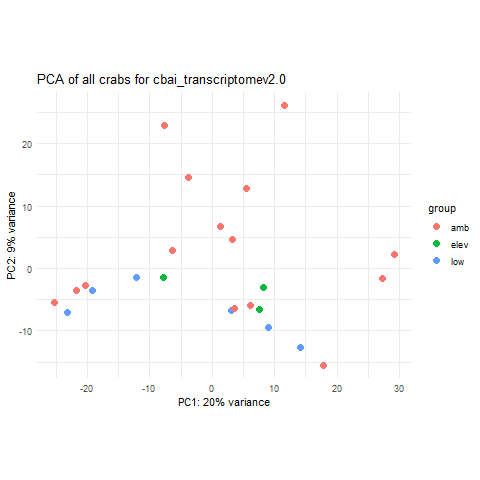 PCA of all crabs for cbai_transcriptomev2.0
PC2: 9% variance
20
10
0
-10
-20
-10
0
10
20
30
PC1: 20% variance
group
amb
elev
low